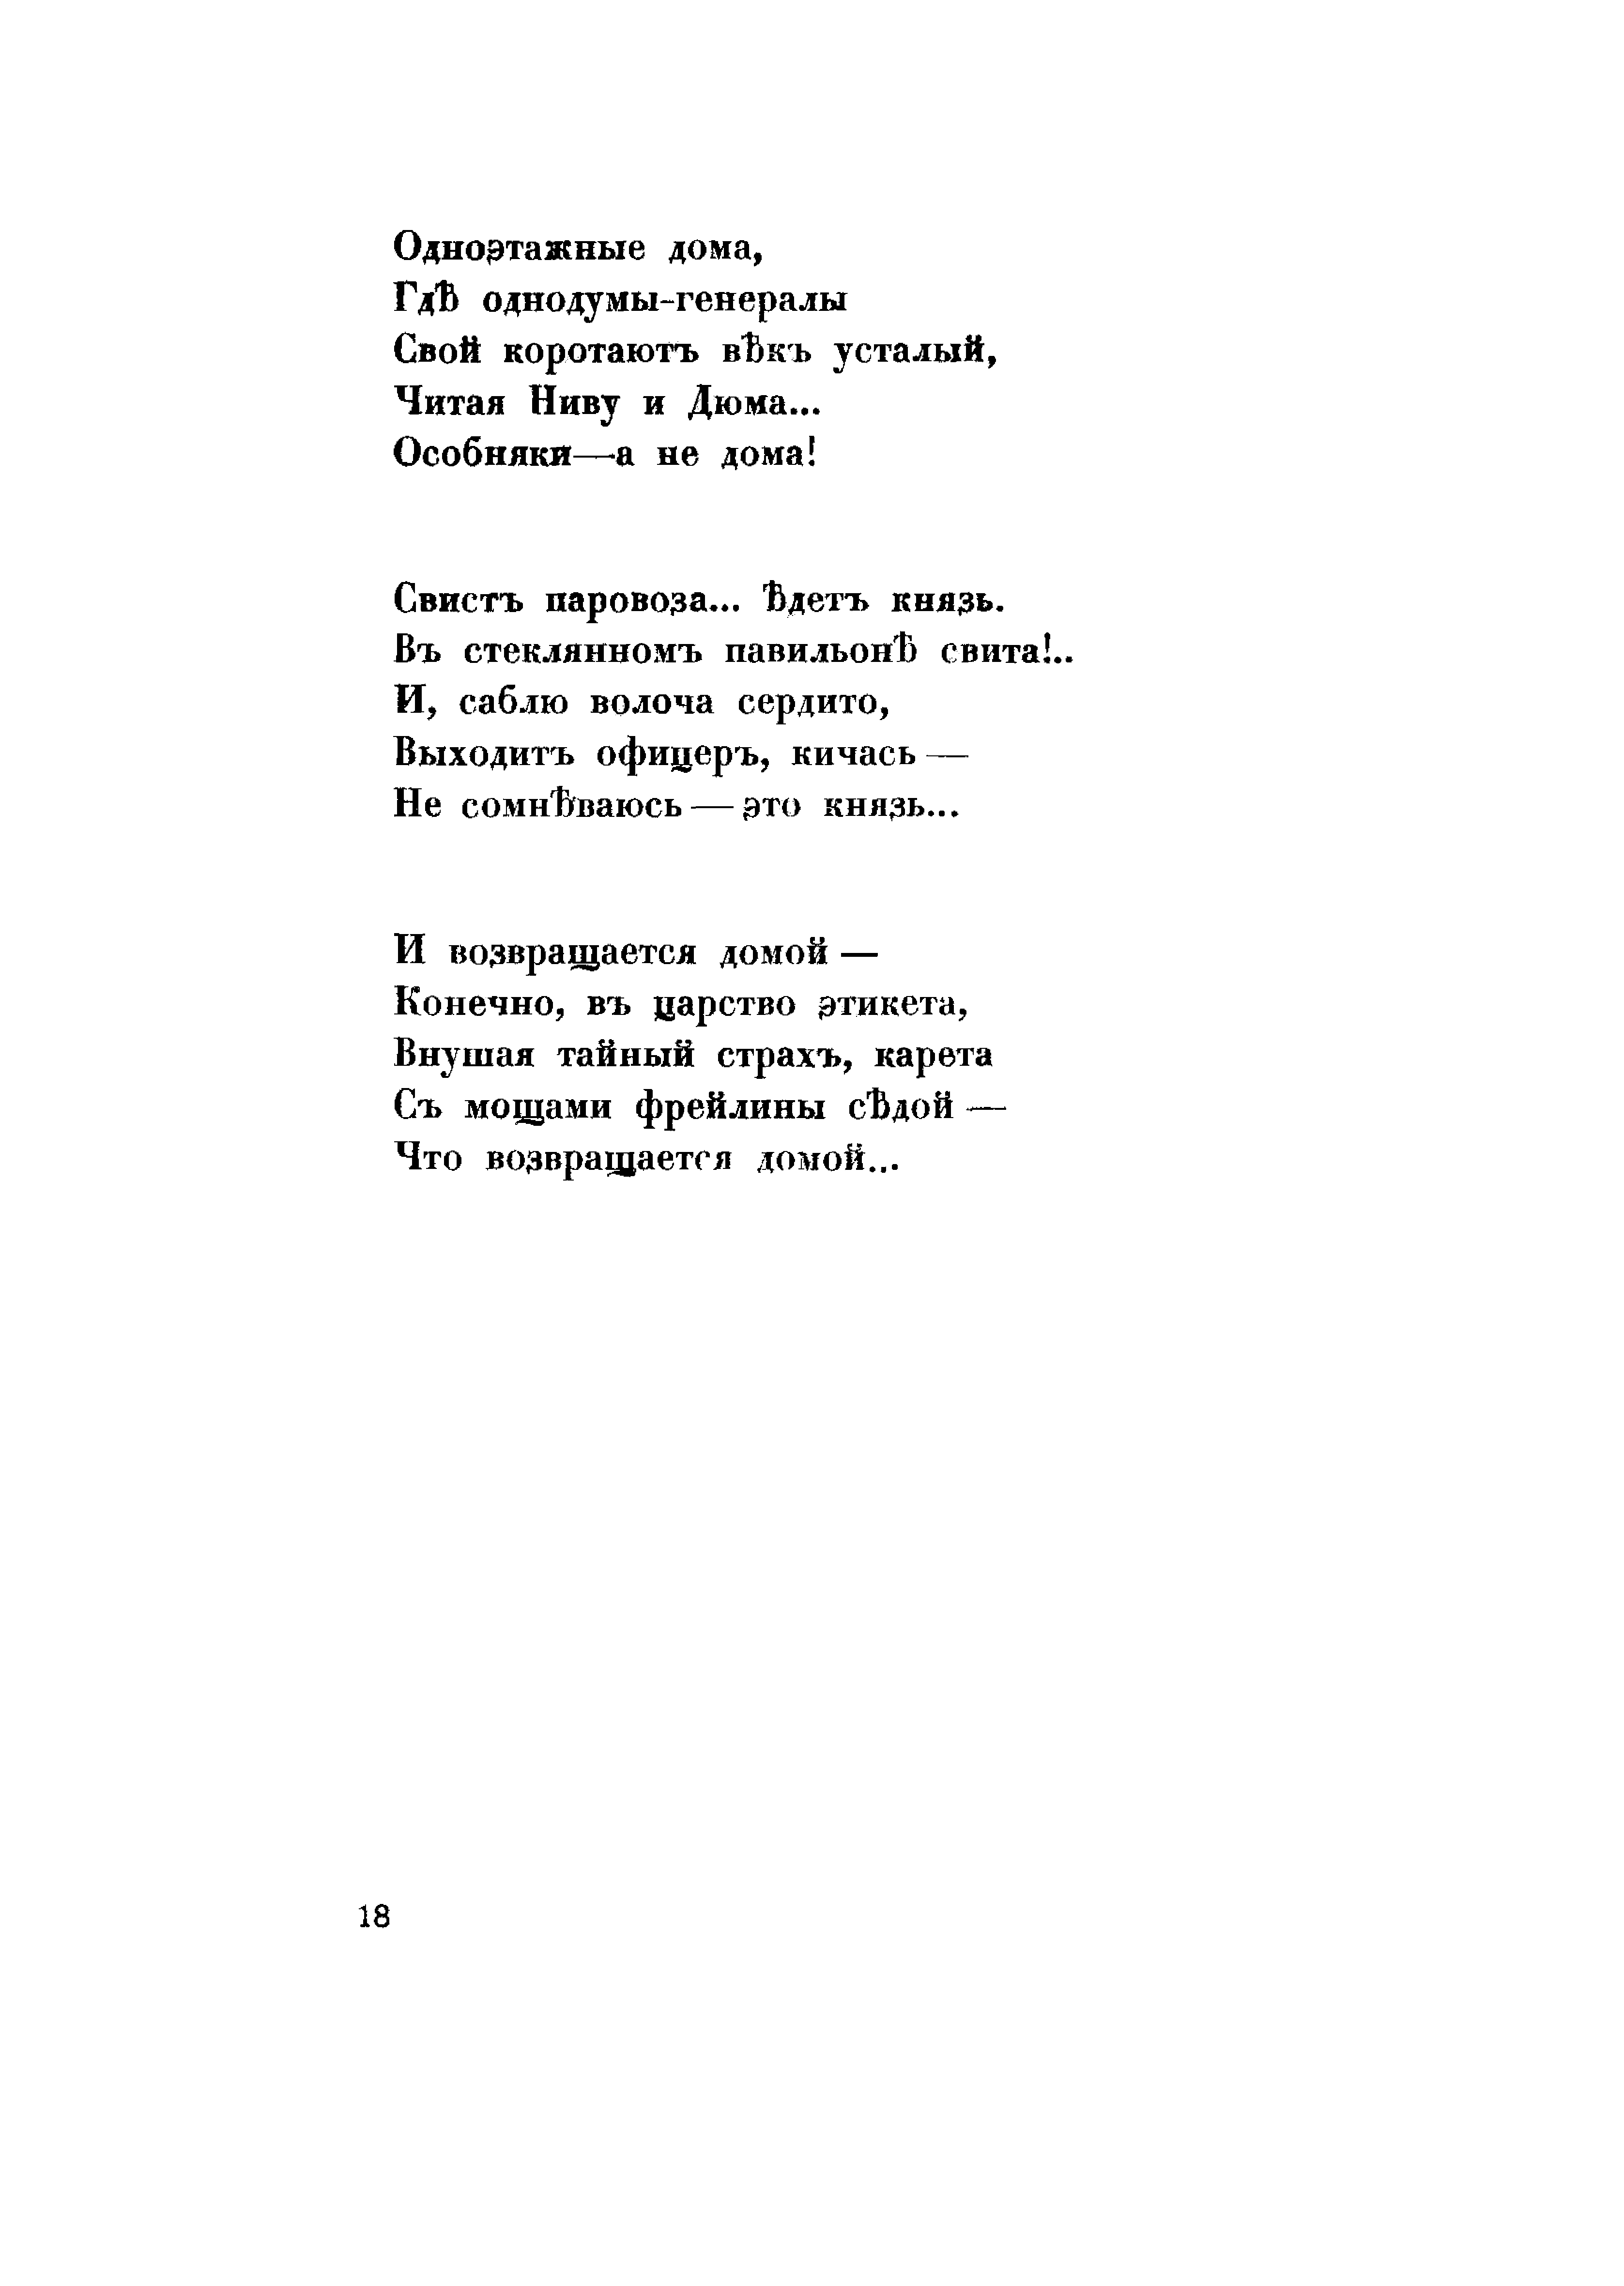 Одноэтажные дома,
Гдѣ однодумы-генералы
Свой коротаютъ вѣкъ усталый,
Читая Ниву и Дюма...
Особняки—а не дома!
Свистъ паровоза... Ѣдетъ князь.
Въ стеклянномъ павильонѣ свита!..
И, саблю волоча сердито,
Выходитъ офицеръ, кичась —
Не сомнѣваюсь — это князь...
И возвращается домой —
Конечно, въ царство этикета,
Внушая тайный страхъ, карета
Съ мощами фрейлины сѣдой —
Что возвращается домой...
18